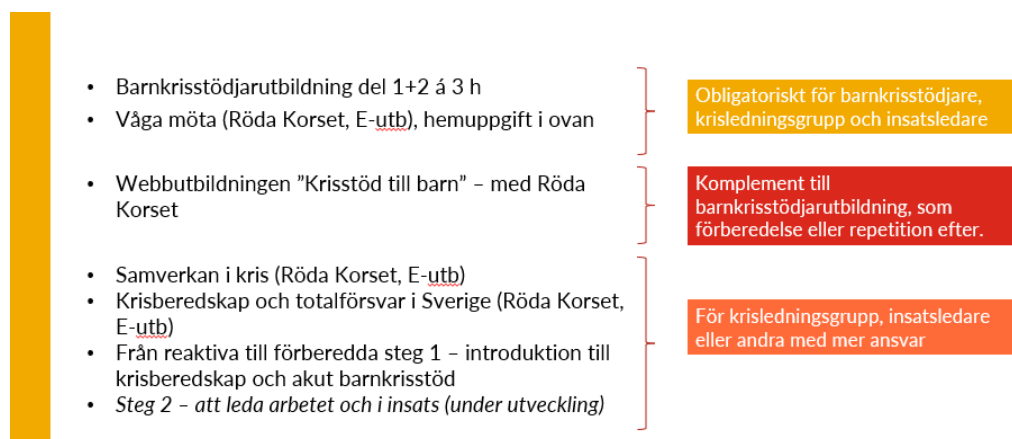 • Barnkrisstödjarutbildning del 1+2 á 3 h
• Våga möta (Röda Korset, E-utb), hemuppgift i ovan
Obligatoriskt för barnkrisstödjare,
krisledningsgrupp och insatsledare
• Webbutbildningen ”Krisstöd till barn” – med Röda
Korset
Komplement till
barnkrisstödjarutbildning, som
förberedelse eller repetition efter.
• Samverkan i kris (Röda Korset, E-utb)
• Krisberedskap och totalförsvar i Sverige (Röda Korset,
E-utb)
• Från reaktiva till förberedda steg 1 – introduktion till
krisberedskap och akut barnkrisstöd
• Steg 2 – att leda arbetet och i insats (under utveckling)
För krisledningsgrupp, insatsledare
eller andra med mer ansvar